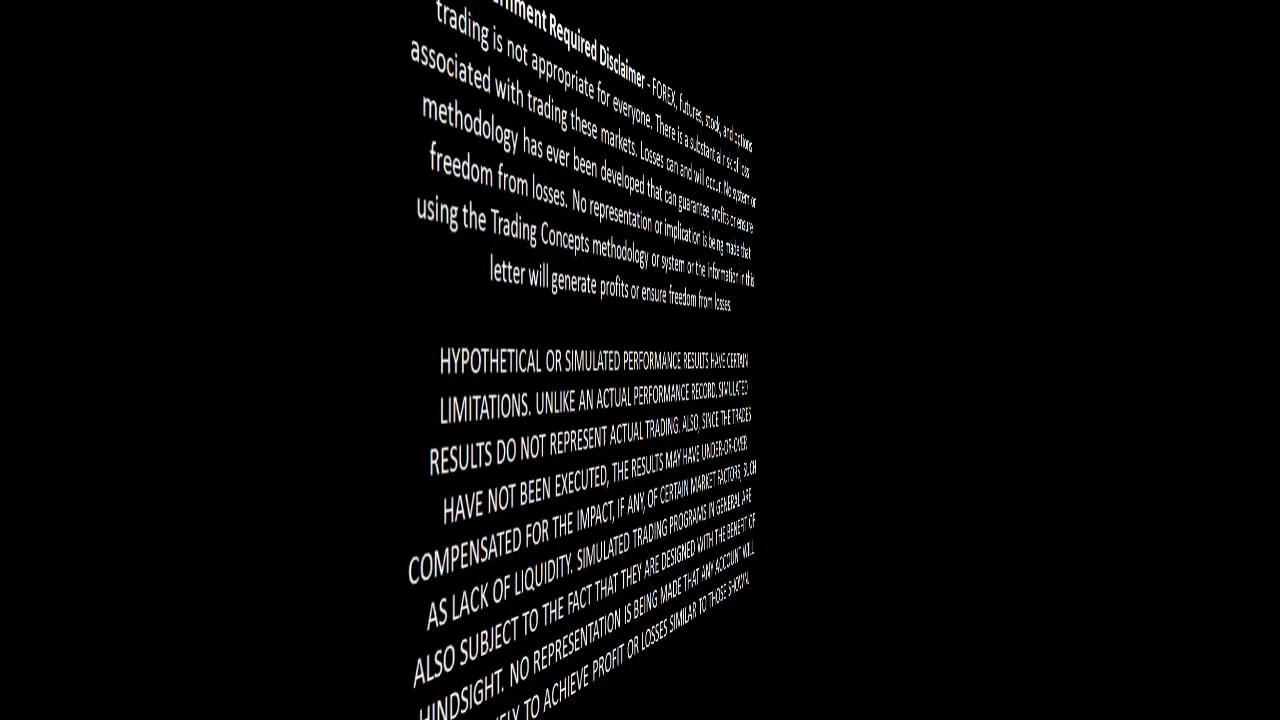 Required Disclaimer - FOREX, futures, stock, and options
trading is not appropriate for everyone. There is a substantial risk of loss
associated with trading these markets. Losses can and will occur. No system or
methodology has ever been developed that can guarantee profits or ensure
freedom from losses. No representation or implication is being made that
using the Trading Concepts methodology or system or the information in this
letter will generate profits or ensure freedom from losses.
HYPOTHETICAL OR SIMULATED PERFORMANCE RESULTS HAVE CERTAIN
LIMITATIONS. UNLIKE AN ACTUAL PERFORMANCE RECORD, SIMULATED
RESULTS DO NOT REPRESENT ACTUAL TRADING. ALSO, SINCE THE TRADES
HAVE NOT BEEN EXECUTED, THE RESULTS MAY HAVE UNDER-OR-OVER
COMPENSATED FOR THE IMPACT, IF ANY, OF CERTAIN MARKET FACTORS, SUCH
AS LACK OF LIQUIDITY. SIMULATED TRADING PROGRAMS IN GENERAL ARE
ALSO SUBJECT TO THE FACT THAT THEY ARE DESIGNED WITH THE BENEFIT OF
HINDSIGHT. NO REPRESENTATION IS BEING MADE THAT ANY ACCOUNT WILL
TO ACHIEVE PROFIT OR LOSSES SIMILAR TO THOSE SHOWN.